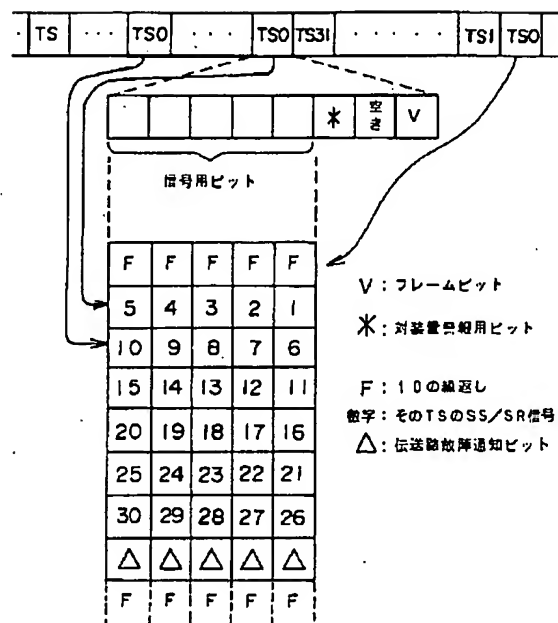 · TS · · · TS0 · · · · TS0 TS31 · · · · · TS1 TS0
* 空き V
信号用ビット
F F F F F
5 4 3 2 1
10 9 8 7 6
15 14 13 12 11
20 19 18 17 16
25 24 23 22 21
30 29 28 27 26
△ △ △ △ △
F F F F F
V:フレームビット
*:対装置警報用ビット
F:10の繰返し
数字:そのTSのSS/SR信号
△:伝送路故障通知ビット